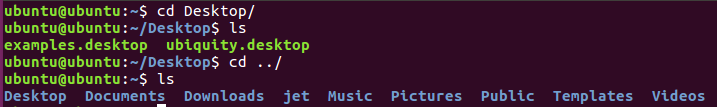 ubuntu@ubuntu:~$ cd Desktop/
ubuntu@ubuntu:~/Desktop$ ls
examples.desktop  ubiquity.desktop
ubuntu@ubuntu:~/Desktop$ cd ../
ubuntu@ubuntu:~$ ls
Desktop  Documents  Downloads  jet  Music  Pictures  Public  Templates  Videos